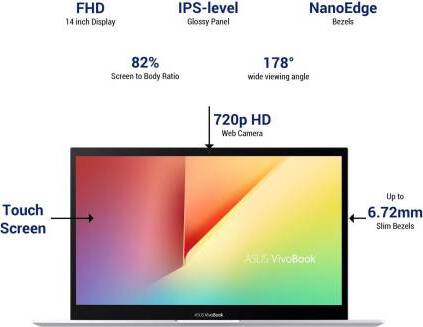 FHD IPS-level NanoEdge
14 inch Display Glossy Panel Bezels
82% 178°
Screen to Body Ratio wide viewing angle
720p HD
Web Camera
Touch
Screen
Up to
6.72mm
Slim Bezels
ASUS VivoBook
ASUS VivoBook